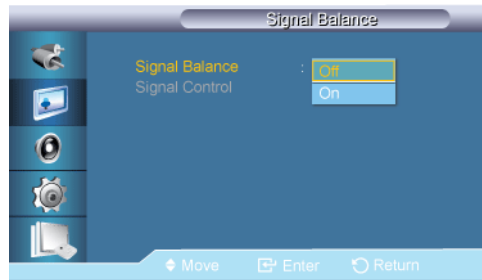 Signal Balance
Signal Balance : Off
Signal Control On
Move Enter Return